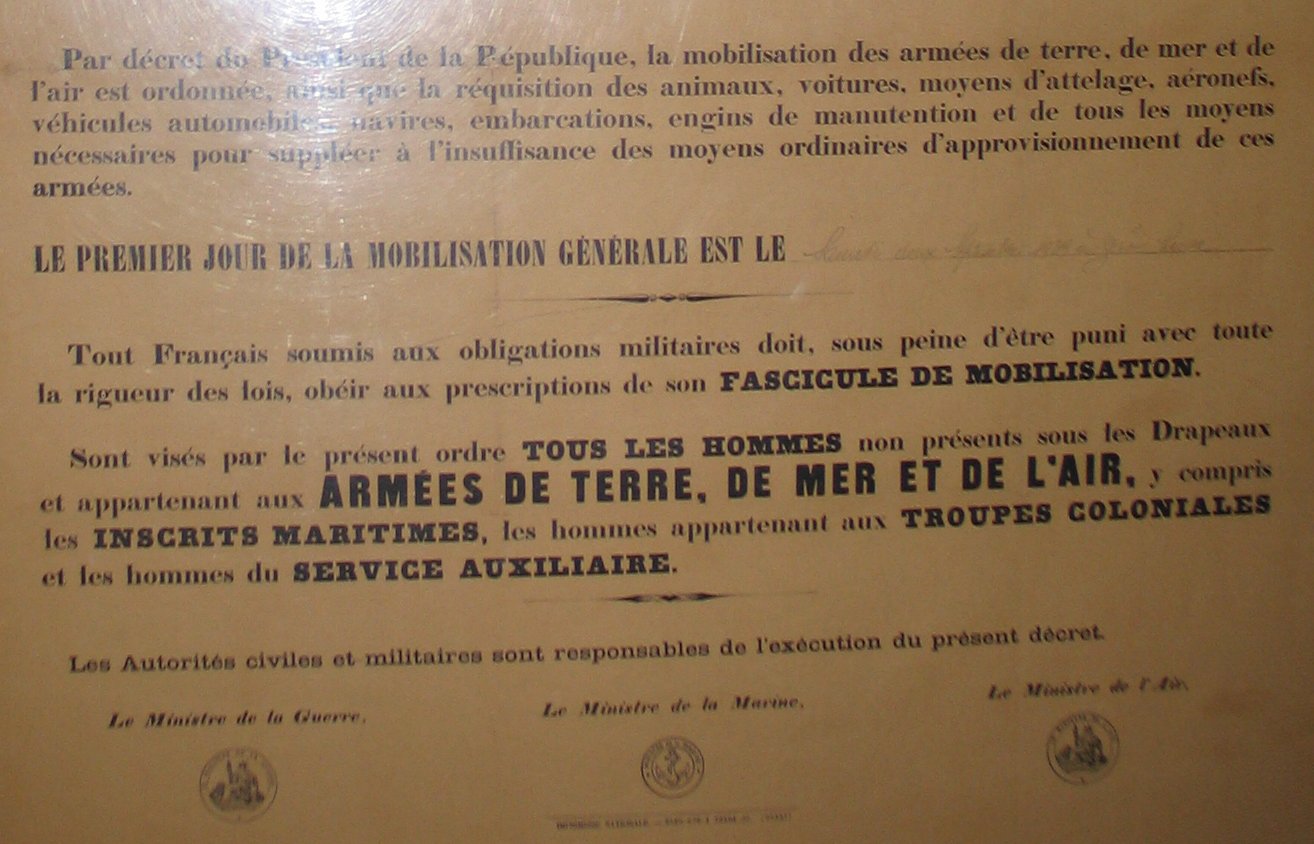 Par décret du Président de la République, la mobilisation des armées de terre, de mer et de
l'air est ordonnée, ainsi que la réquisition des animaux, voitures, moyens d'attelage, aéronefs,
véhicules automobiles, navires, embarcations, engins de manutention et de tous les moyens
nécessaires pour suppléer à l'insuffisance des moyens ordinaires d'approvisionnement de ces
armées.
LE PREMIER JOUR DE LA MOBILISATION GÉNÉRALE EST LE
Tout Français soumis aux obligations militaires doit, sous peine d'être puni avec toute
la rigueur des lois, obéir aux prescriptions de son FASCICULE DE MOBILISATION.
Sont visés par le présent ordre TOUS LES HOMMES non présents sous les Drapeaux
et appartenant aux ARMÉES DE TERRE, DE MER ET DE L'AIR, y compris
les INSCRITS MARITIMES, les hommes appartenant aux TROUPES COLONIALES
et les hommes du SERVICE AUXILIAIRE.
Les Autorités civiles et militaires sont responsables de l'exécution du présent décret.
Le Ministre de la Guerre, Le Ministre de la Marine, Le Ministre de l'Air,
IMPRIMERIE NATIONALE